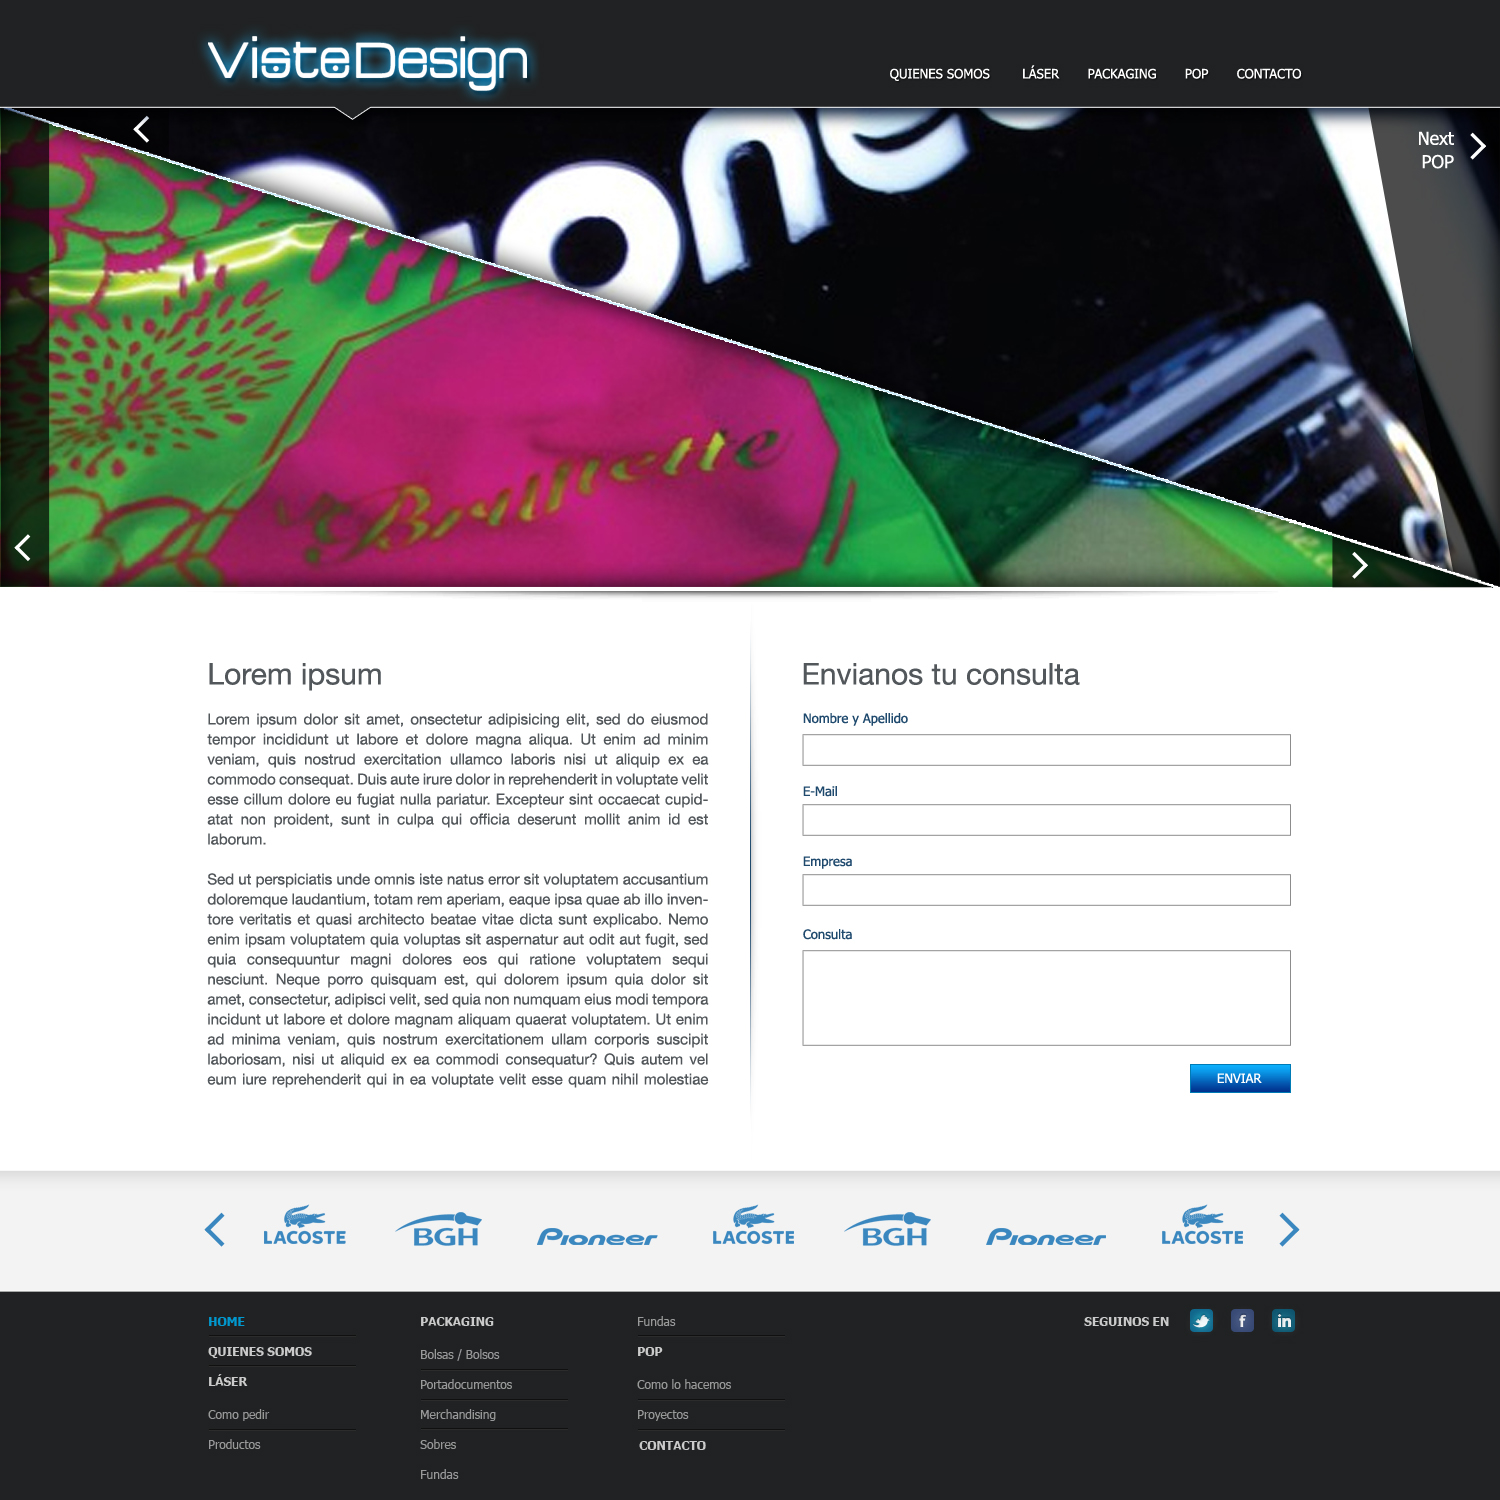 VisteDesign
QUIENES SOMOS LÁSER PACKAGING POP CONTACTO
Next
POP
Brulhette
Lorem ipsum
Lorem ipsum dolor sit amet, onsectetur adipisicing elit, sed do eiusmod
tempor incididunt ut labore et dolore magna aliqua. Ut enim ad minim
veniam, quis nostrud exercitation ullamco laboris nisi ut aliquip ex ea
commodo consequat. Duis aute irure dolor in reprehenderit in voluptate velit
esse cillum dolore eu fugiat nulla pariatur. Excepteur sint occaecat cupid-
atat non proident, sunt in culpa qui officia deserunt mollit anim id est
laborum.
Sed ut perspiciatis unde omnis iste natus error sit voluptatem accusantium
doloremque laudantium, totam rem aperiam, eaque ipsa quae ab illo inven-
tore veritatis et quasi architecto beatae vitae dicta sunt explicabo. Nemo
enim ipsam voluptatem quia voluptas sit aspernatur aut odit aut fugit, sed
quia consequuntur magni dolores eos qui ratione voluptatem sequi
nesciunt. Neque porro quisquam est, qui dolorem ipsum quia dolor sit
amet, consectetur, adipisci velit, sed quia non numquam eius modi tempora
incidunt ut labore et dolore magnam aliquam quaerat voluptatem. Ut enim
ad minima veniam, quis nostrum exercitationem ullam corporis suscipit
laboriosam, nisi ut aliquid ex ea commodi consequatur? Quis autem vel
eum iure reprehenderit qui in ea voluptate velit esse quam nihil molestiae
Envianos tu consulta
Nombre y Apellido
E-Mail
Empresa
Consulta
ENVIAR
LACOSTE BGH Pioneer LACOSTE BGH Pioneer LACOSTE
HOME
QUIENES SOMOS
LÁSER
Como pedir
Productos
PACKAGING
Bolsas / Bolsos
Portadocumentos
Merchandising
Sobres
Fundas
Fundas
POP
Como lo hacemos
Proyectos
CONTACTO
SEGUINOS EN f in